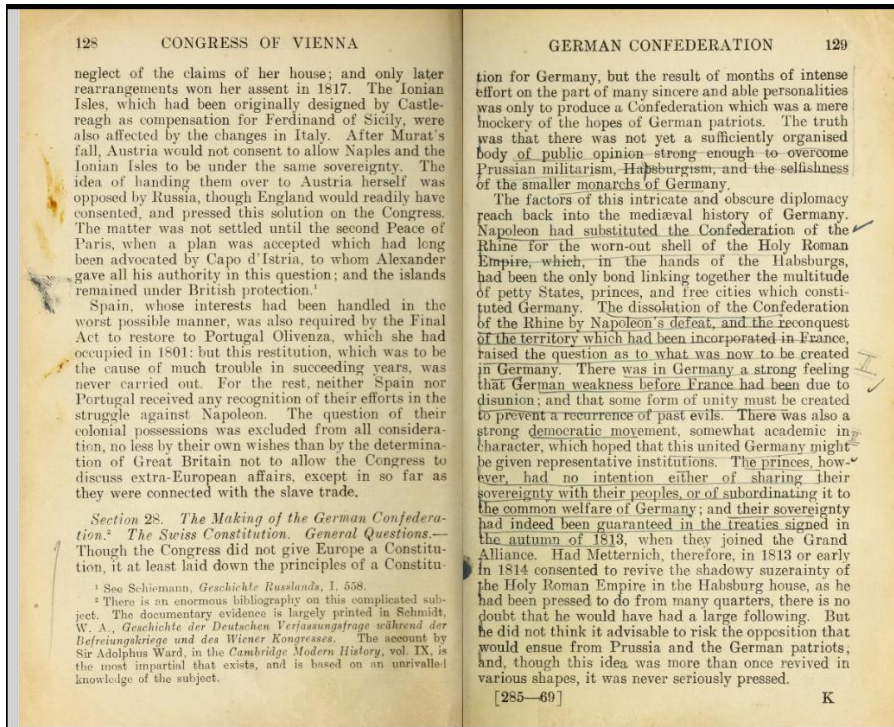 128 CONGRESS OF VIENNA
neglect of the claims of her house; and only later
rearrangements won her assent in 1817. The Ionian
Isles, which had been originally designed by Castle-
reagh as compensation for Ferdinand of Sicily, were
also affected by the changes in Italy. After Murat's
fall, Austria would not consent to allow Naples and the
Ionian Isles to be under the same sovereignty. The
idea of handing them over to Austria herself was
opposed by Russia, though England would readily have
consented, and pressed this solution on the Congress.
The matter was not settled until the second Peace of
Paris, when a plan was accepted which had long
been advocated by Capo d'Istria, to whom Alexander
gave all his authority in this question; and the islands
remained under British protection.¹
Spain, whose interests had been handled in the
worst possible manner, was also required by the Final
Act to restore to Portugal Olivenza, which she had
occupied in 1801: but this restitution, which was to be
the cause of much trouble in succeeding years, was
never carried out. For the rest, neither Spain nor
Portugal received any recognition of their efforts in the
struggle against Napoleon. The question of their
colonial possessions was excluded from all considera-
tion, no less by their own wishes than by the determina-
tion of Great Britain not to allow the Congress to
discuss extra-European affairs, except in so far as
they were connected with the slave trade.
Section 28. The Making of the German Confedera-
tion.² The Swiss Constitution. General Questions.—
Though the Congress did not give Europe a Constitu-
tion, it at least laid down the principles of a Constitu-
¹ See Schiemann, Geschichte Russlands, I, 558.
² There is an enormous bibliography on this complicated sub-
ject. The documentary evidence is largely printed in Schmidt,
W. A., Geschichte der Deutschen Verfassungsfrage während der
Befreiungskriege und des Wiener Kongresses. The account by
Sir Adolphus Ward, in the Cambridge Modern History, vol. IX, is
the most impartial that exists, and is based on an unrivalled
knowledge of the subject.
GERMAN CONFEDERATION 129
tion for Germany, but the result of months of intense
effort on the part of many sincere and able personalities
was only to produce a Confederation which was a mere
mockery of the hopes of German patriots. The truth
was that there was not yet a sufficiently organised
body of public opinion strong enough to overcome
Prussian militarism, Habsburgism, and the selfishness
of the smaller monarchs of Germany.
The factors of this intricate and obscure diplomacy
reach back into the mediæval history of Germany.
Napoleon had substituted the Confederation of the
Rhine for the worn-out shell of the Holy Roman
Empire, which, in the hands of the Habsburgs,
had been the only bond linking together the multitude
of petty States, princes, and free cities which consti-
tuted Germany. The dissolution of the Confederation
of the Rhine by Napoleon's defeat, and the reconquest
of the territory which had been incorporated in France,
raised the question as to what was now to be created
in Germany. There was in Germany a strong feeling
that German weakness before France had been due to
disunion; and that some form of unity must be created
to prevent a recurrence of past evils. There was also a
strong democratic movement, somewhat academic in
character, which hoped that this united Germany might
be given representative institutions. The princes, how-
ever, had no intention either of sharing their
sovereignty with their peoples, or of subordinating it to
the common welfare of Germany; and their sovereignty
had indeed been guaranteed in the treaties signed in
the autumn of 1813, when they joined the Grand
Alliance. Had Metternich, therefore, in 1813 or early
in 1814 consented to revive the shadowy suzerainty of
the Holy Roman Empire in the Habsburg house, as he
had been pressed to do from many quarters, there is no
doubt that he would have had a large following. But
he did not think it advisable to risk the opposition that
would ensue from Prussia and the German patriots;
and, though this idea was more than once revived in
various shapes, it was never seriously pressed.
[285—69] K